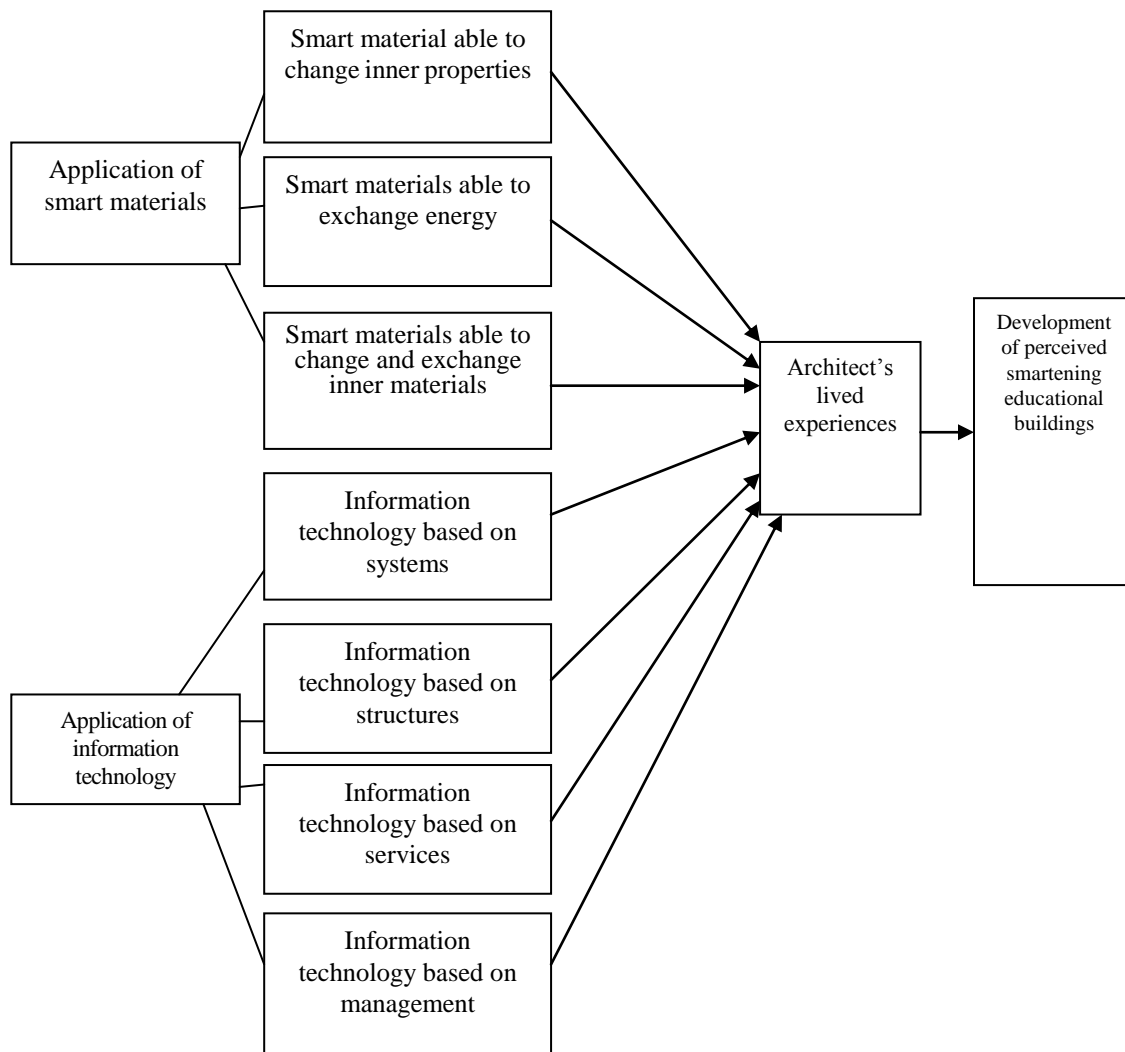 Smart material able to
change inner properties
Application of
smart materials
Smart materials able to
exchange energy
Smart materials able to
change and exchange
inner materials
Information
technology based on
systems
Application of
information
technology
Information
technology based on
structures
Information
technology based on
services
Information
technology based on
management
Architect's
lived
experiences
Development
of perceived
smartening
educational
buildings